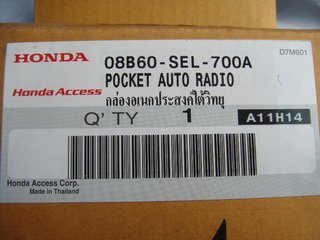 D7M601
HONDA 08B60-SEL-700A
POCKET AUTO RADIO
Honda Access กล่องอเนกประสงค์ใต้วิทยุ
Q' TY 1 A11H14
Honda Access Corp.
Made in Thailand